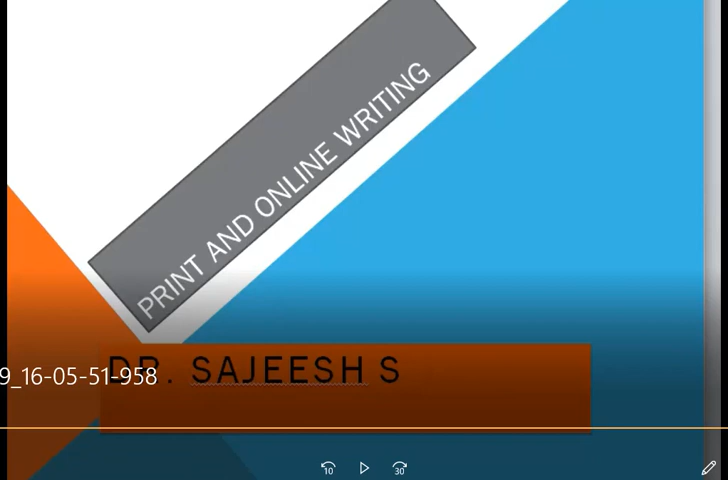 PRINT AND ONLINE WRITING
DR. SAJEESH S
9_16-05-51-958
10
30